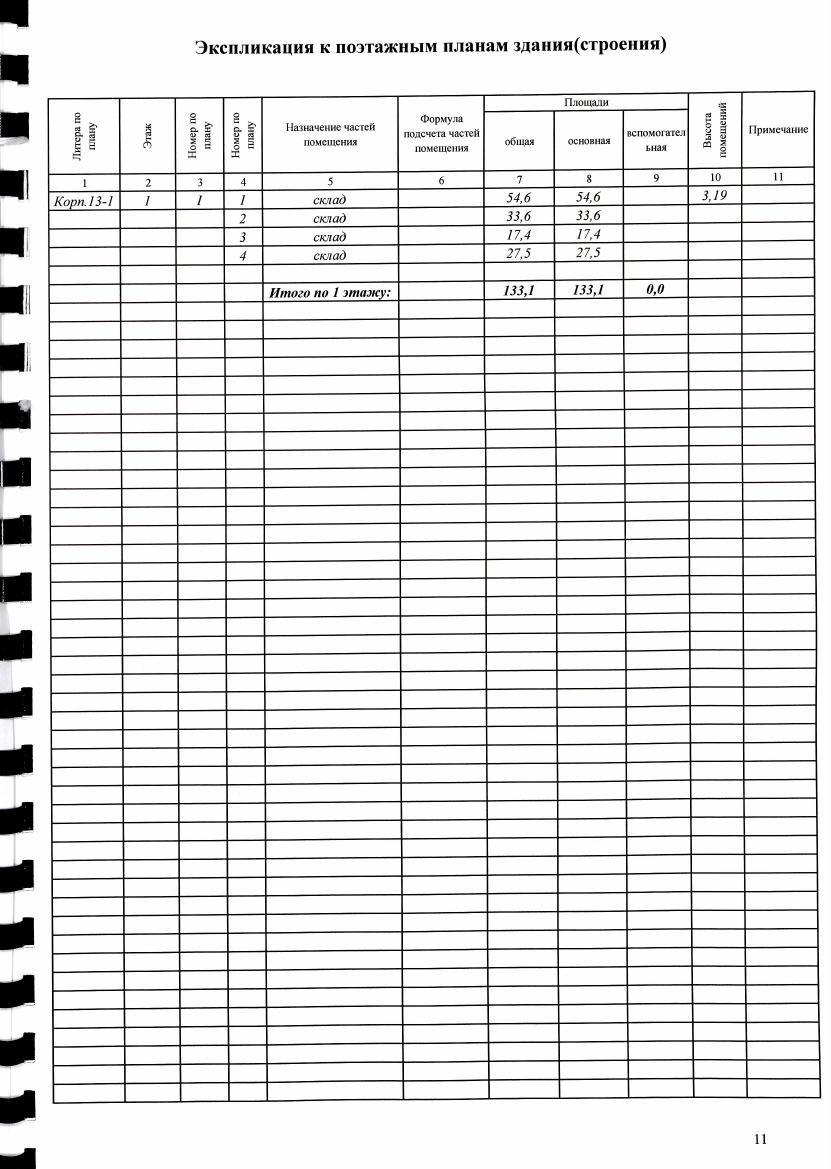 Экспликация к поэтажным планам здания(строения)
Литера по плану | Этаж | Номер по плану | Номер по плану | Назначение частей помещения | Формула подсчета частей помещения | Площади | Высота помещений | Примечание
общая | основная | вспомогательная
1 | 2 | 3 | 4 | 5 | 6 | 7 | 8 | 9 | 10 | 11
Корп.13-1 | 1 | 1 | 1 | склад | 54,6 | 54,6 | 3,19
2 | склад | 33,6 | 33,6
3 | склад | 17,4 | 17,4
4 | склад | 27,5 | 27,5
Итого по 1 этажу: | 133,1 | 133,1 | 0,0
11